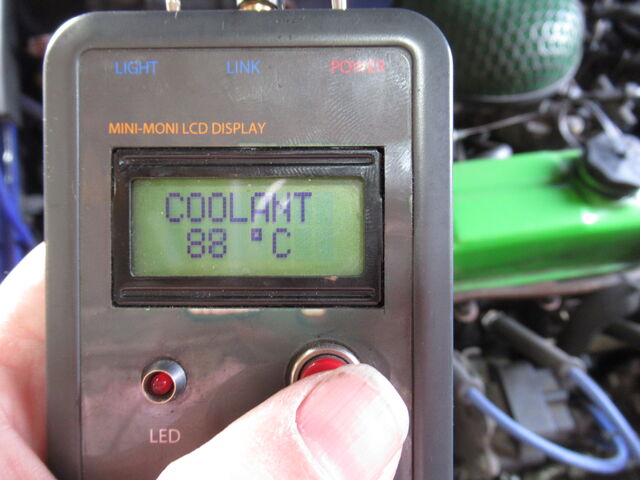 LIGHT LINK POWER
MINI-MONI LCD DISPLAY
COOLANT
88 °C
LED